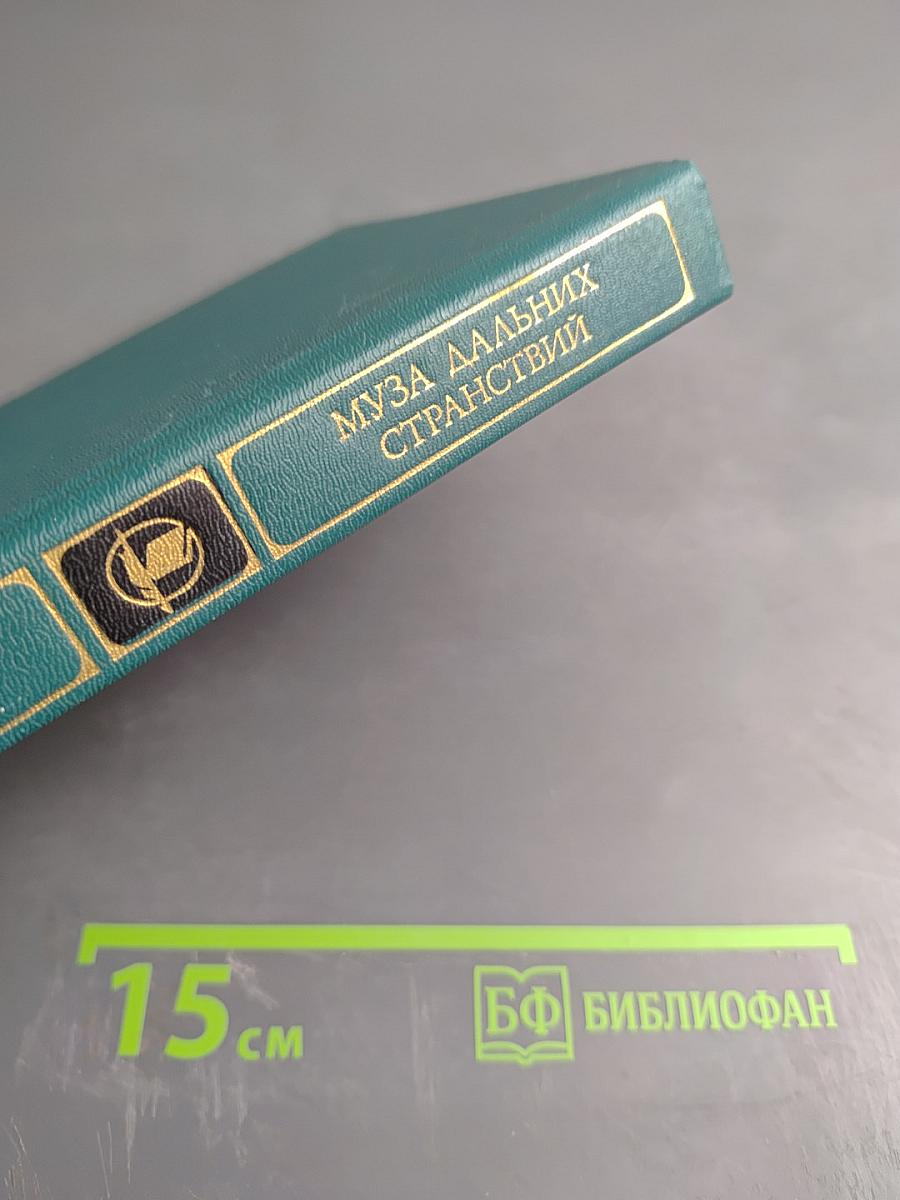 МУЗА ДАЛЬНИХ
СТРАНСТВИЙ
15 см
БФ БИБЛИОФАН